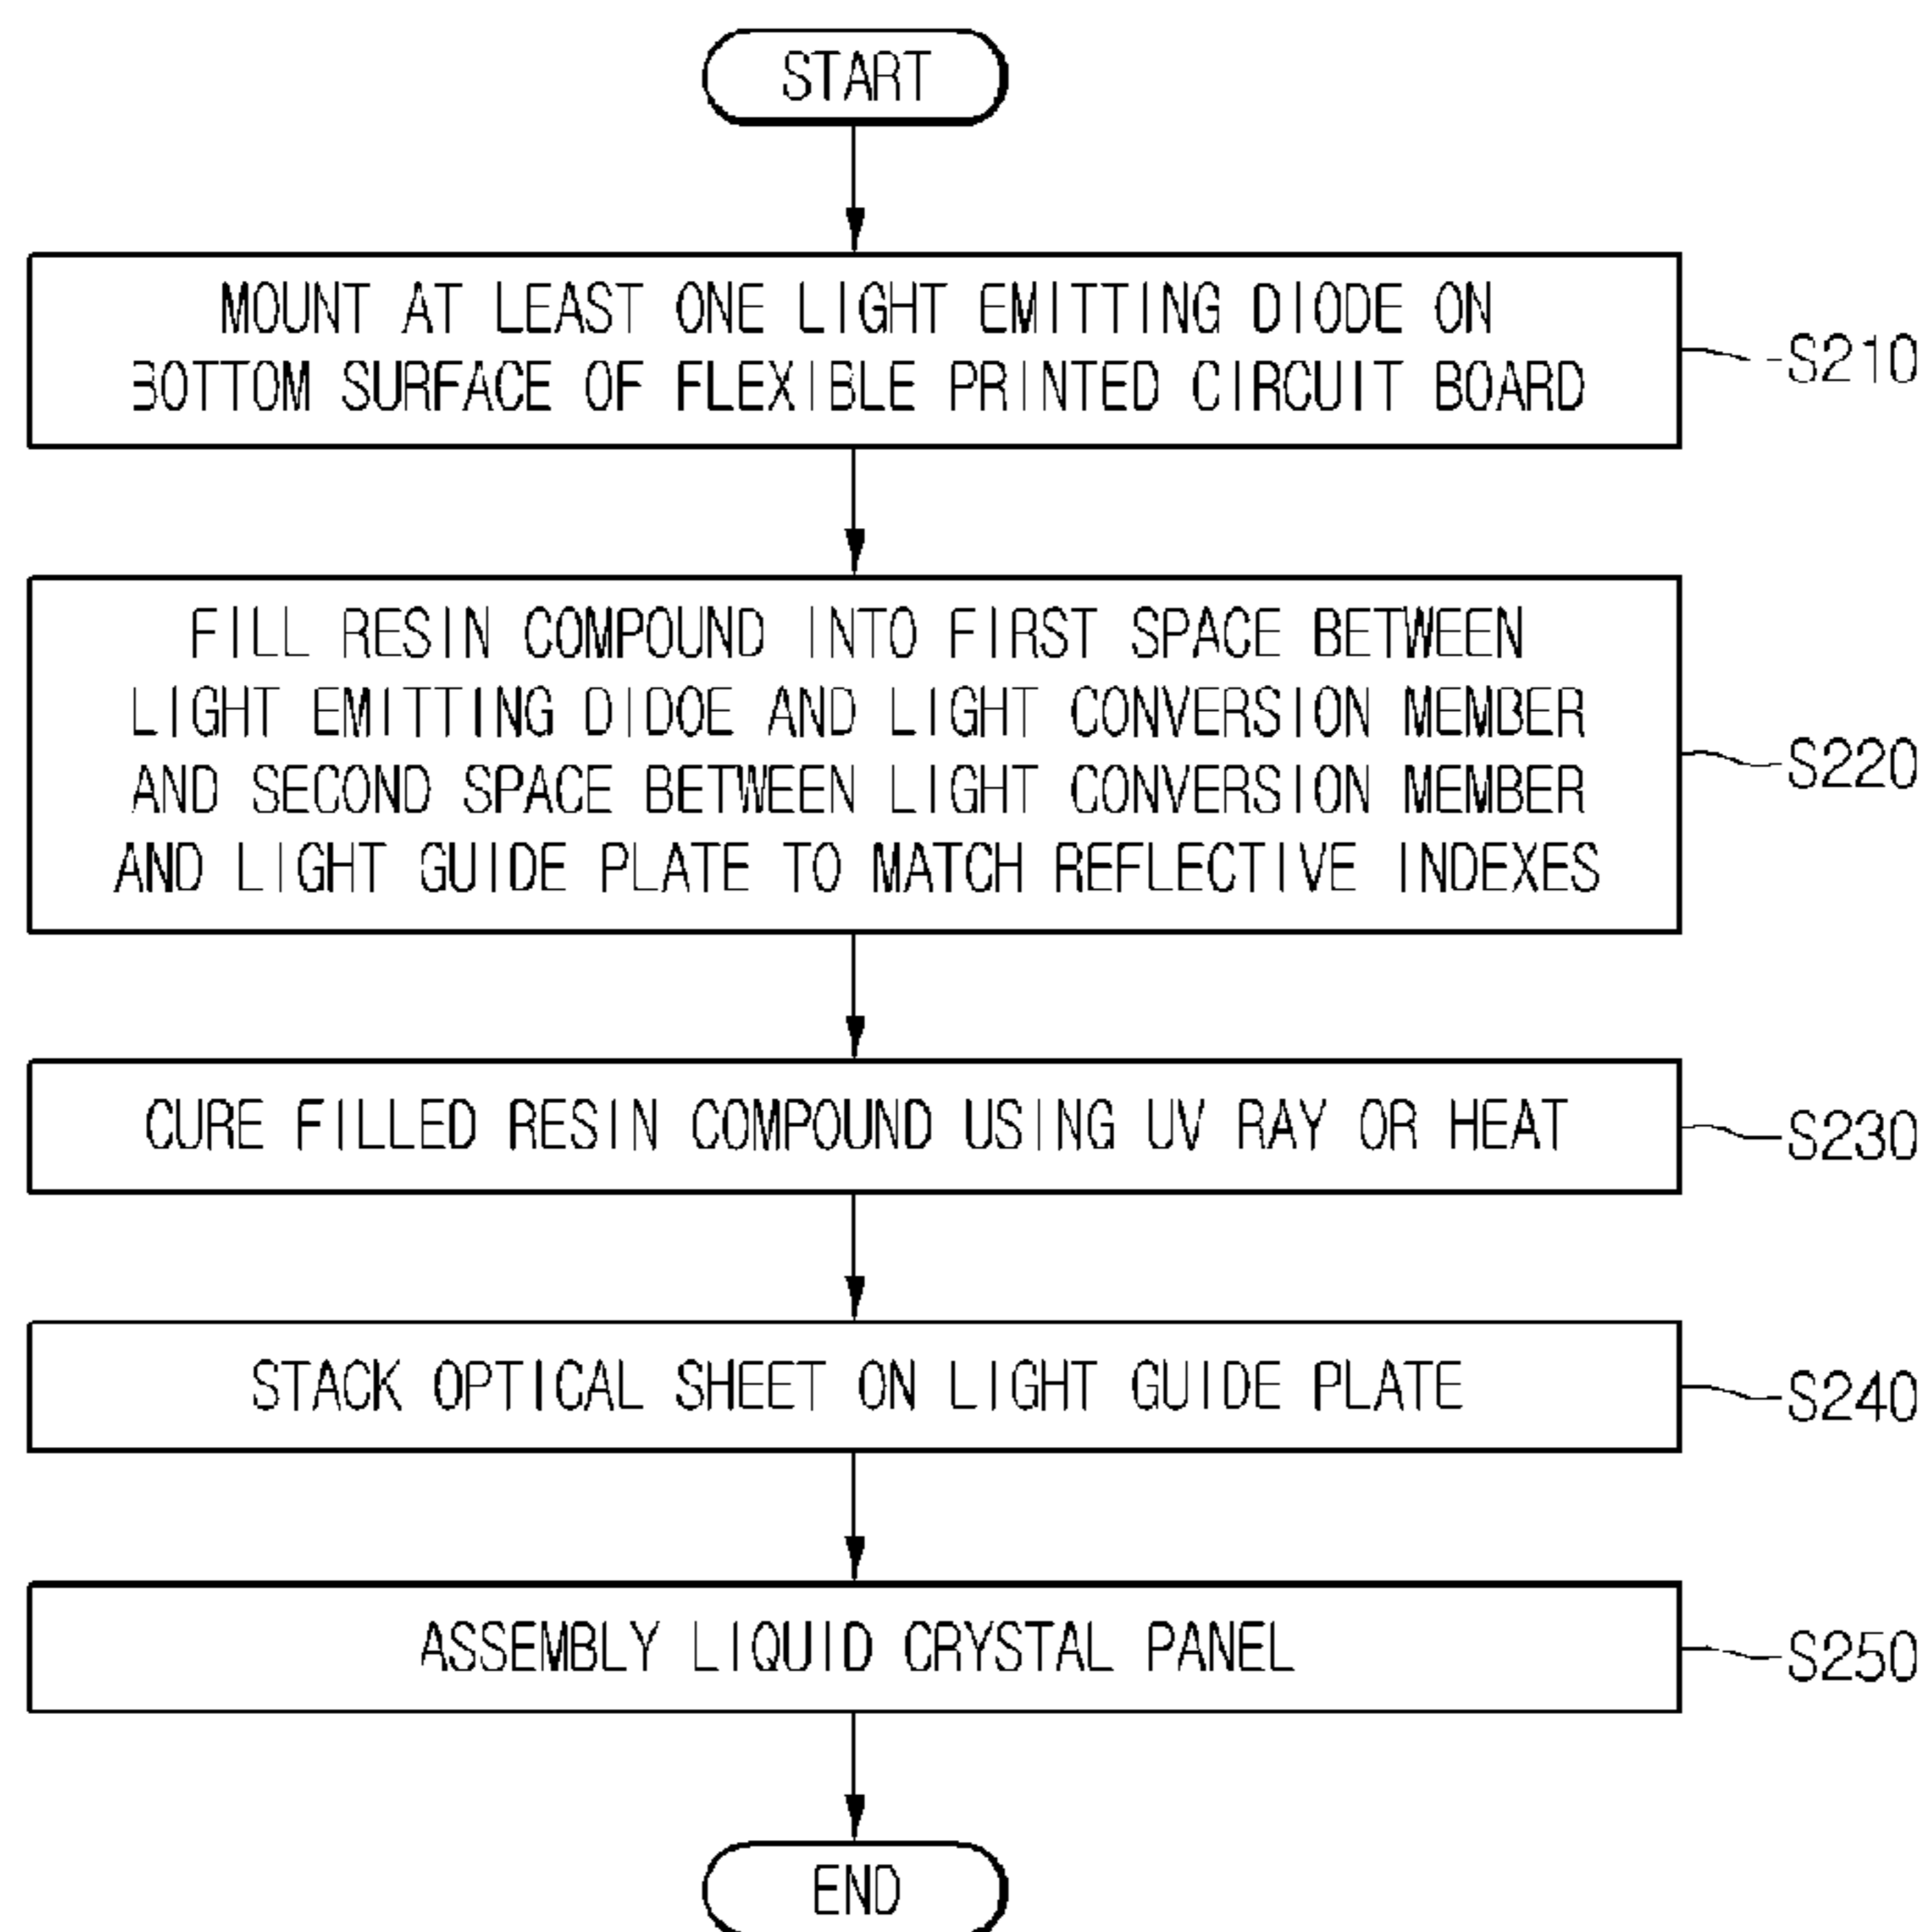 START
MOUNT AT LEAST ONE LIGHT EMITTING DIODE ON
BOTTOM SURFACE OF FLEXIBLE PRINTED CIRCUIT BOARD
S210
FILL RESIN COMPOUND INTO FIRST SPACE BETWEEN
LIGHT EMITTING DIDOE AND LIGHT CONVERSION MEMBER
AND SECOND SPACE BETWEEN LIGHT CONVERSION MEMBER
AND LIGHT GUIDE PLATE TO MATCH REFLECTIVE INDEXES
S220
CURE FILLED RESIN COMPOUND USING UV RAY OR HEAT
S230
STACK OPTICAL SHEET ON LIGHT GUIDE PLATE
S240
ASSEMBLY LIQUID CRYSTAL PANEL
S250
END